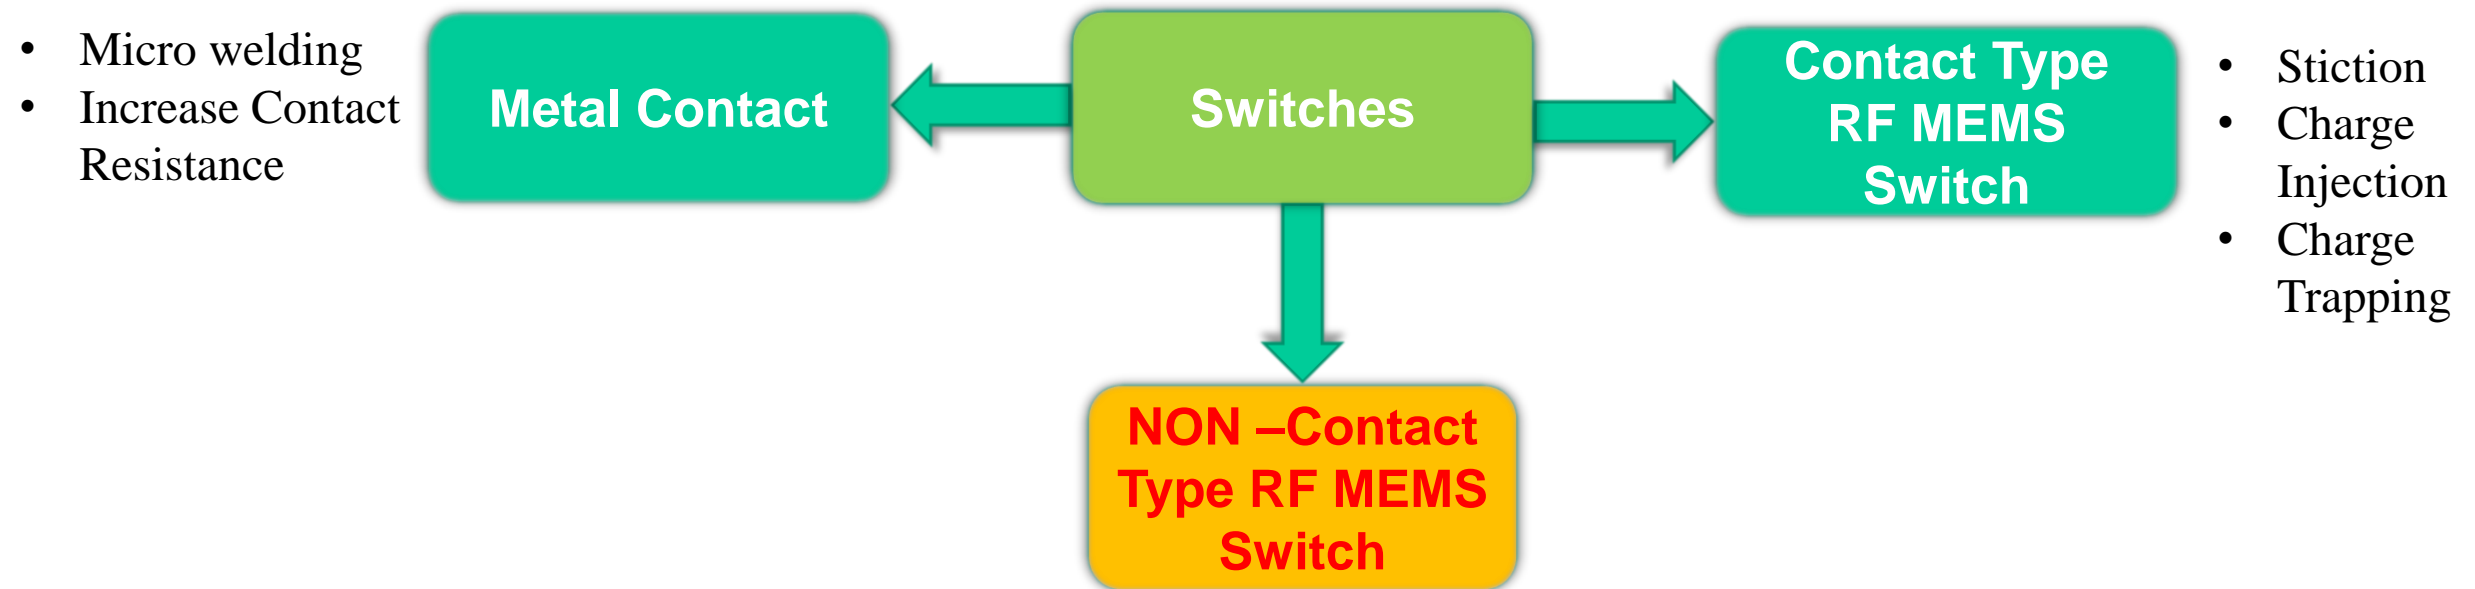 • Micro welding
• Increase Contact
Resistance
Metal Contact
Switches
Contact Type
RF MEMS
Switch
• Stiction
• Charge
Injection
• Charge
Trapping
NON –Contact
Type RF MEMS
Switch